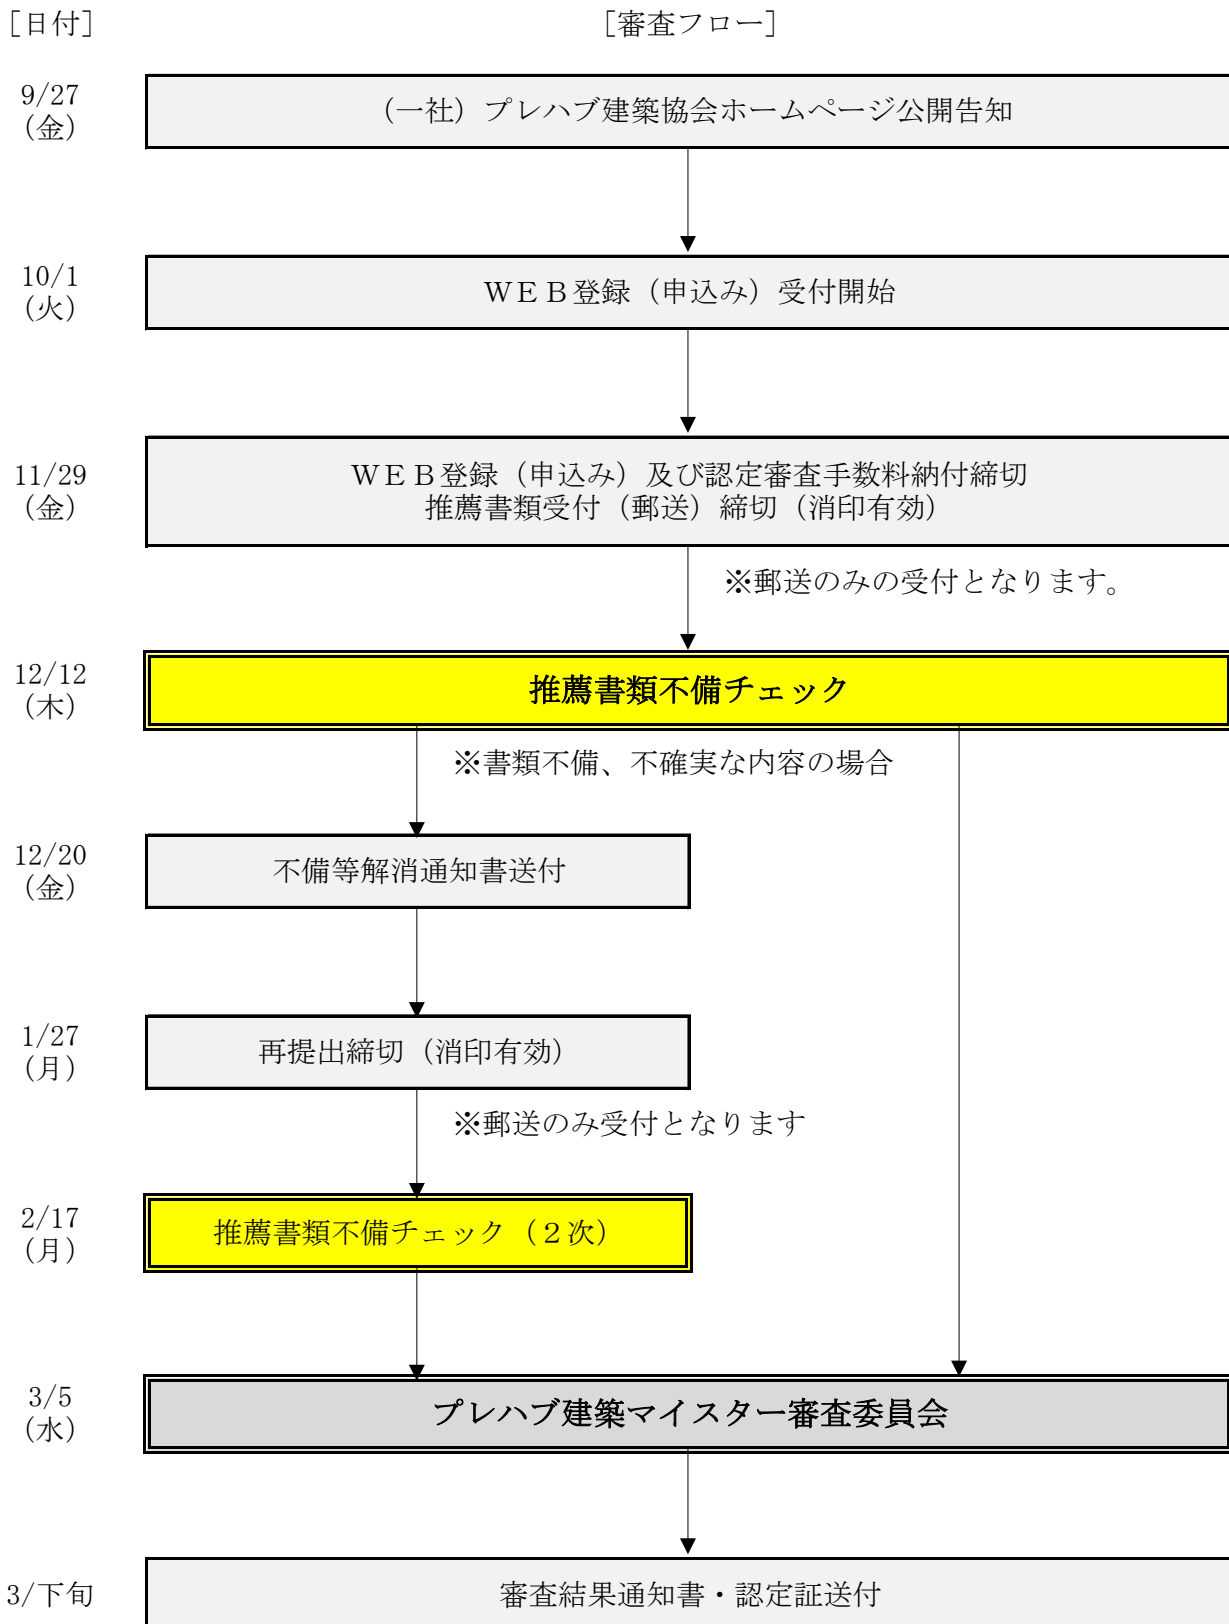 ［日付］
［審査フロー］
9/27
（金）
（一社）プレハブ建築協会ホームページ公開告知
10/1
（火）
ＷＥＢ登録（申込み）受付開始
11/29
（金）
ＷＥＢ登録（申込み）及び認定審査手数料納付締切
推薦書類受付（郵送）締切（消印有効）
※郵送のみの受付となります。
12/12
（木）
推薦書類不備チェック
※書類不備、不確実な内容の場合
12/20
（金）
不備等解消通知書送付
1/27
（月）
再提出締切（消印有効）
※郵送のみ受付となります
2/17
（月）
推薦書類不備チェック（２次）
3/5
（水）
プレハブ建築マイスター審査委員会
3/下旬
審査結果通知書・認定証送付